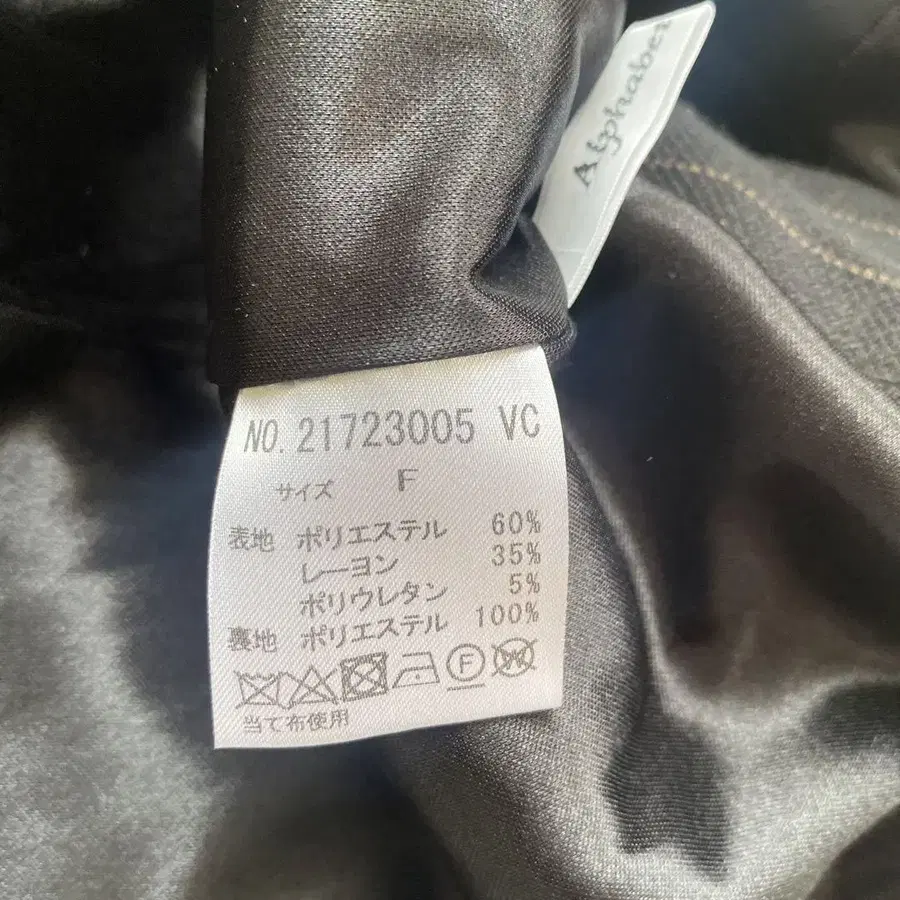 Alphabet
NO. 21723005 VC
サイズ F
表地 ポリエステル 60%
レーヨン 35%
ポリウレタン 5%
裏地 ポリエステル 100%
F W
当て布使用